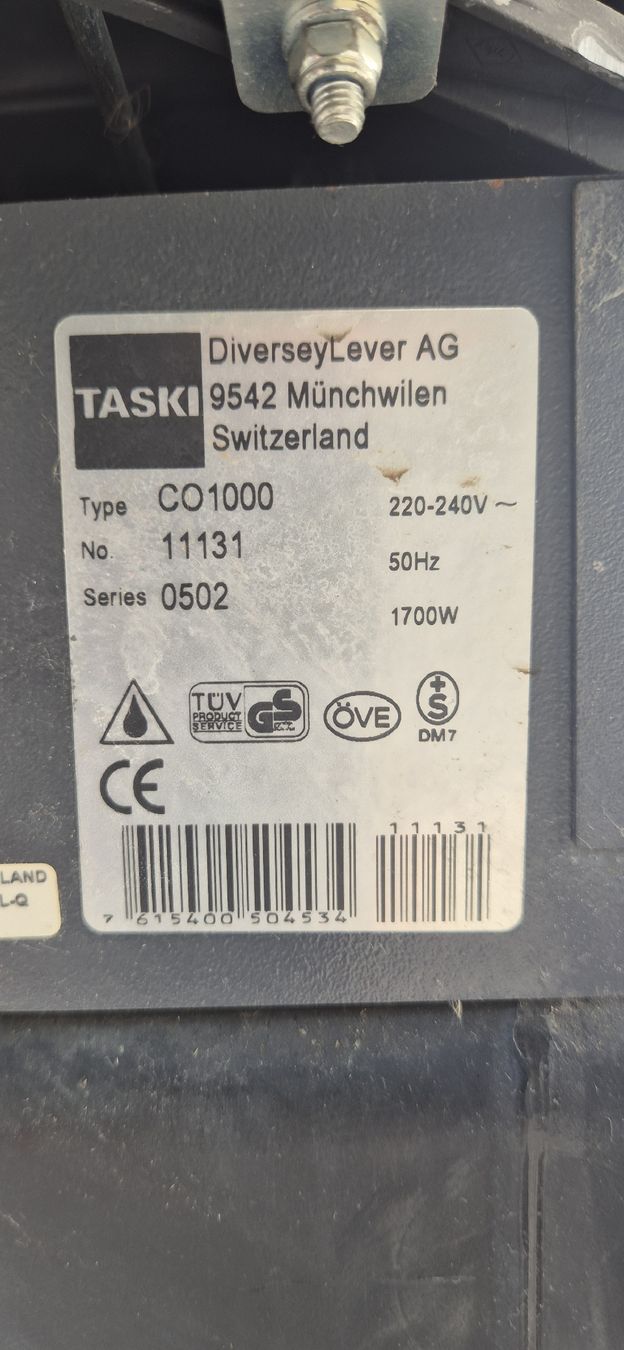 TASKI
DiverseyLever AG
9542 Münchwilen
Switzerland
Type CO1000
No. 11131
Series 0502
220-240V ~
50Hz
1700W
TÜV
PRODUCT
SERVICE
GS
ÖVE
+
S
DM7
CE
11131
7 615400 504534
LAND
L-Q